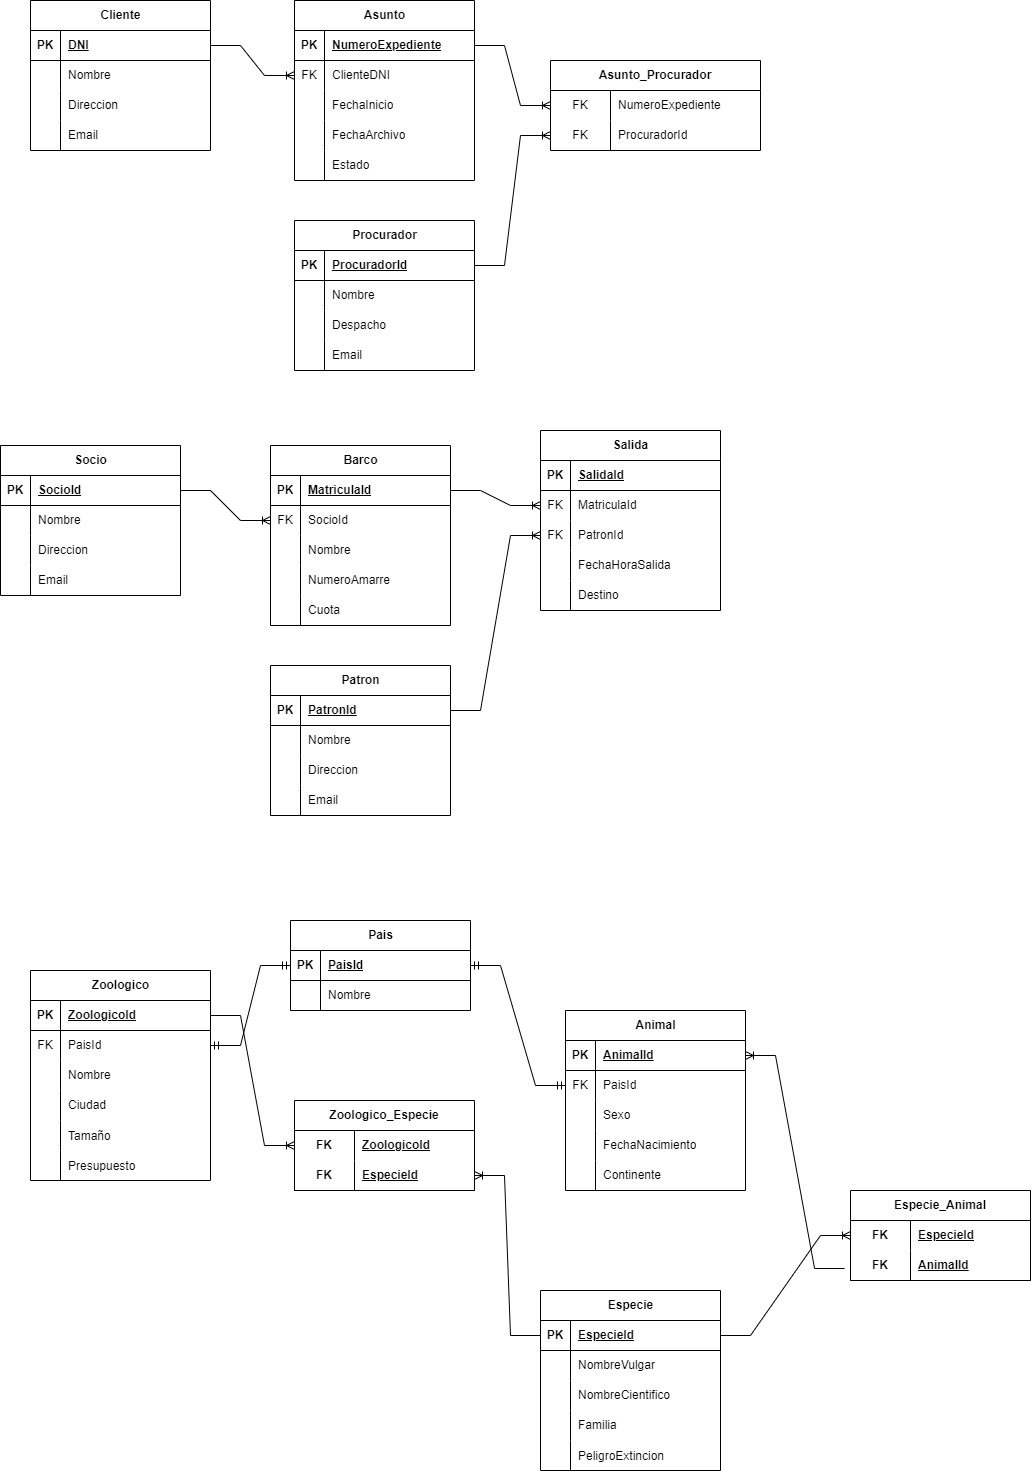 Cliente
PK DNI
Nombre
Direccion
Email
Asunto
PK NumeroExpediente
FK ClienteDNI
FechaInicio
FechaArchivo
Estado
Asunto_Procurador
FK NumeroExpediente
FK ProcuradorId
Procurador
PK ProcuradorId
Nombre
Despacho
Email
Socio
PK SocioId
Nombre
Direccion
Email
Barco
PK MatriculaId
FK SocioId
Nombre
NumeroAmarre
Cuota
Salida
PK SalidaId
FK MatriculaId
FK PatronId
FechaHoraSalida
Destino
Patron
PK PatronId
Nombre
Direccion
Email
Pais
PK PaisId
Nombre
Zoologico
PK ZoologicoId
FK PaisId
Nombre
Ciudad
Tamaño
Presupuesto
Animal
PK AnimalId
FK PaisId
Sexo
FechaNacimiento
Continente
Zoologico_Especie
FK ZoologicoId
FK EspecieId
Especie_Animal
FK EspecieId
FK AnimalId
Especie
PK EspecieId
NombreVulgar
NombreCientifico
Familia
PeligroExtincion